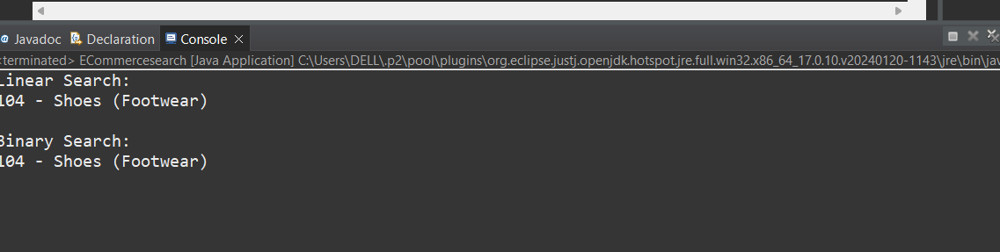 @ Javadoc Declaration Console
<terminated> ECommercesearch [Java Application] C:\Users\DELL\.p2\pool\plugins\org.eclipse.justj.openjdk.hotspot.jre.full.win32.x86_64_17.0.10.v20240120-1143\jre\bin\jav
Linear Search:
104 - Shoes (Footwear)
Binary Search:
104 - Shoes (Footwear)